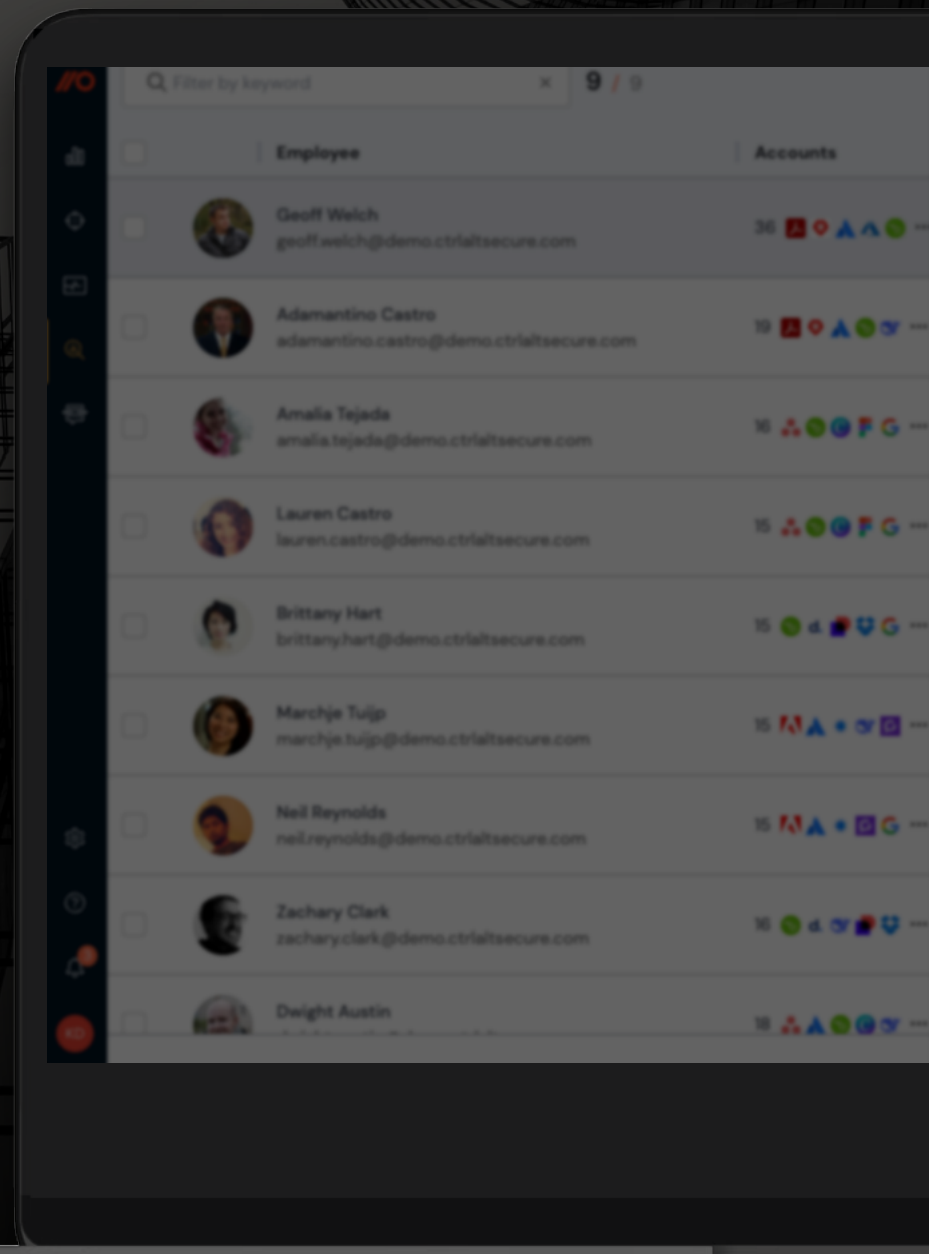 Filter by keyword
9 / 9
Employee
Accounts
Geoff Welch
geoff.welch@demo.ctrlaltsecure.com
36
Adamantino Castro
adamantino.castro@demo.ctrlaltsecure.com
19
Amalia Tejada
amalia.tejada@demo.ctrlaltsecure.com
16
Lauren Castro
lauren.castro@demo.ctrlaltsecure.com
15
Brittany Hart
brittany.hart@demo.ctrlaltsecure.com
15
d.
Marchje Tuijp
marchje.tuijp@demo.ctrlaltsecure.com
15
Neil Reynolds
neil.reynolds@demo.ctrlaltsecure.com
15
Zachary Clark
zachary.clark@demo.ctrlaltsecure.com
16
d.
Dwight Austin
18